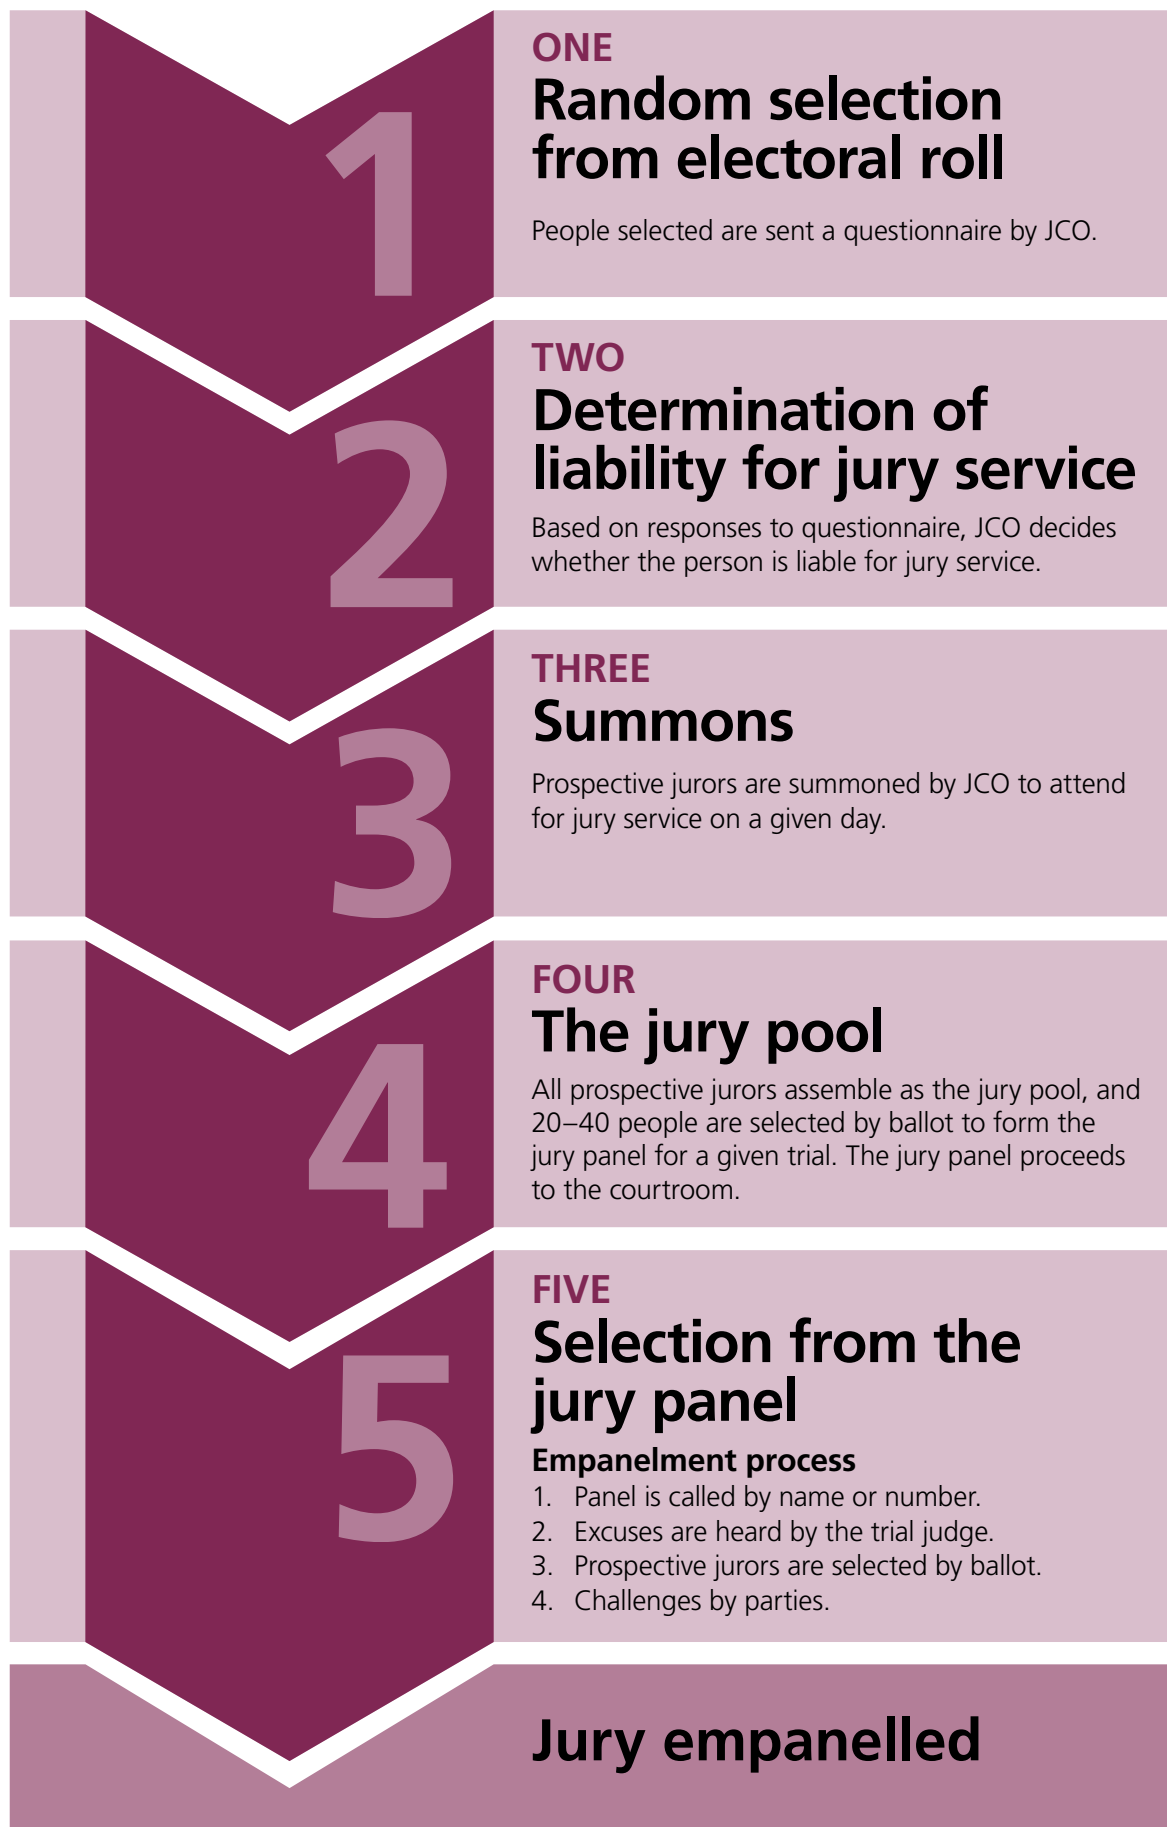 1
ONE
Random selection
from electoral roll
People selected are sent a questionnaire by JCO.
2
TWO
Determination of
liability for jury service
Based on responses to questionnaire, JCO decides
whether the person is liable for jury service.
3
THREE
Summons
Prospective jurors are summoned by JCO to attend
for jury service on a given day.
4
FOUR
The jury pool
All prospective jurors assemble as the jury pool, and
20–40 people are selected by ballot to form the
jury panel for a given trial. The jury panel proceeds
to the courtroom.
5
FIVE
Selection from the
jury panel
Empanelment process
1. Panel is called by name or number.
2. Excuses are heard by the trial judge.
3. Prospective jurors are selected by ballot.
4. Challenges by parties.
Jury empanelled